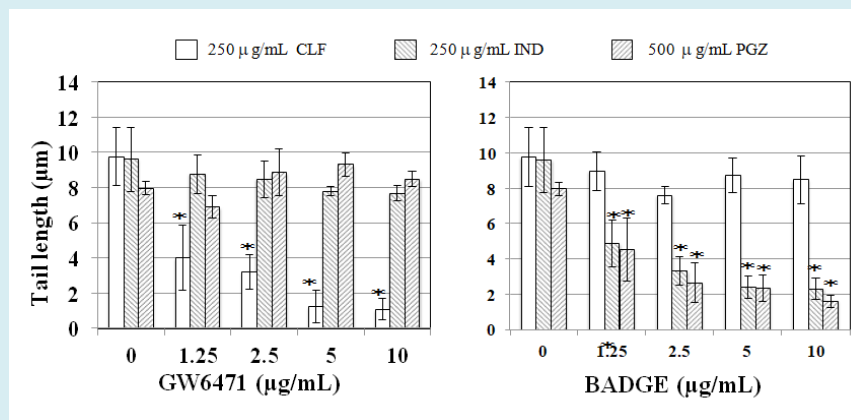 250 μ g/mL CLF 250 μ g/mL IND 500 μ g/mL PGZ
14 14
12 12
10 10
8 8
6 6
4 4
2 2
0 0
Tail length (μm)
* * * *
* * * * * * * *
0 1.25 2.5 5 10 0 1.25 2.5 5 10
*
GW6471 (μg/mL) BADGE (μg/mL)